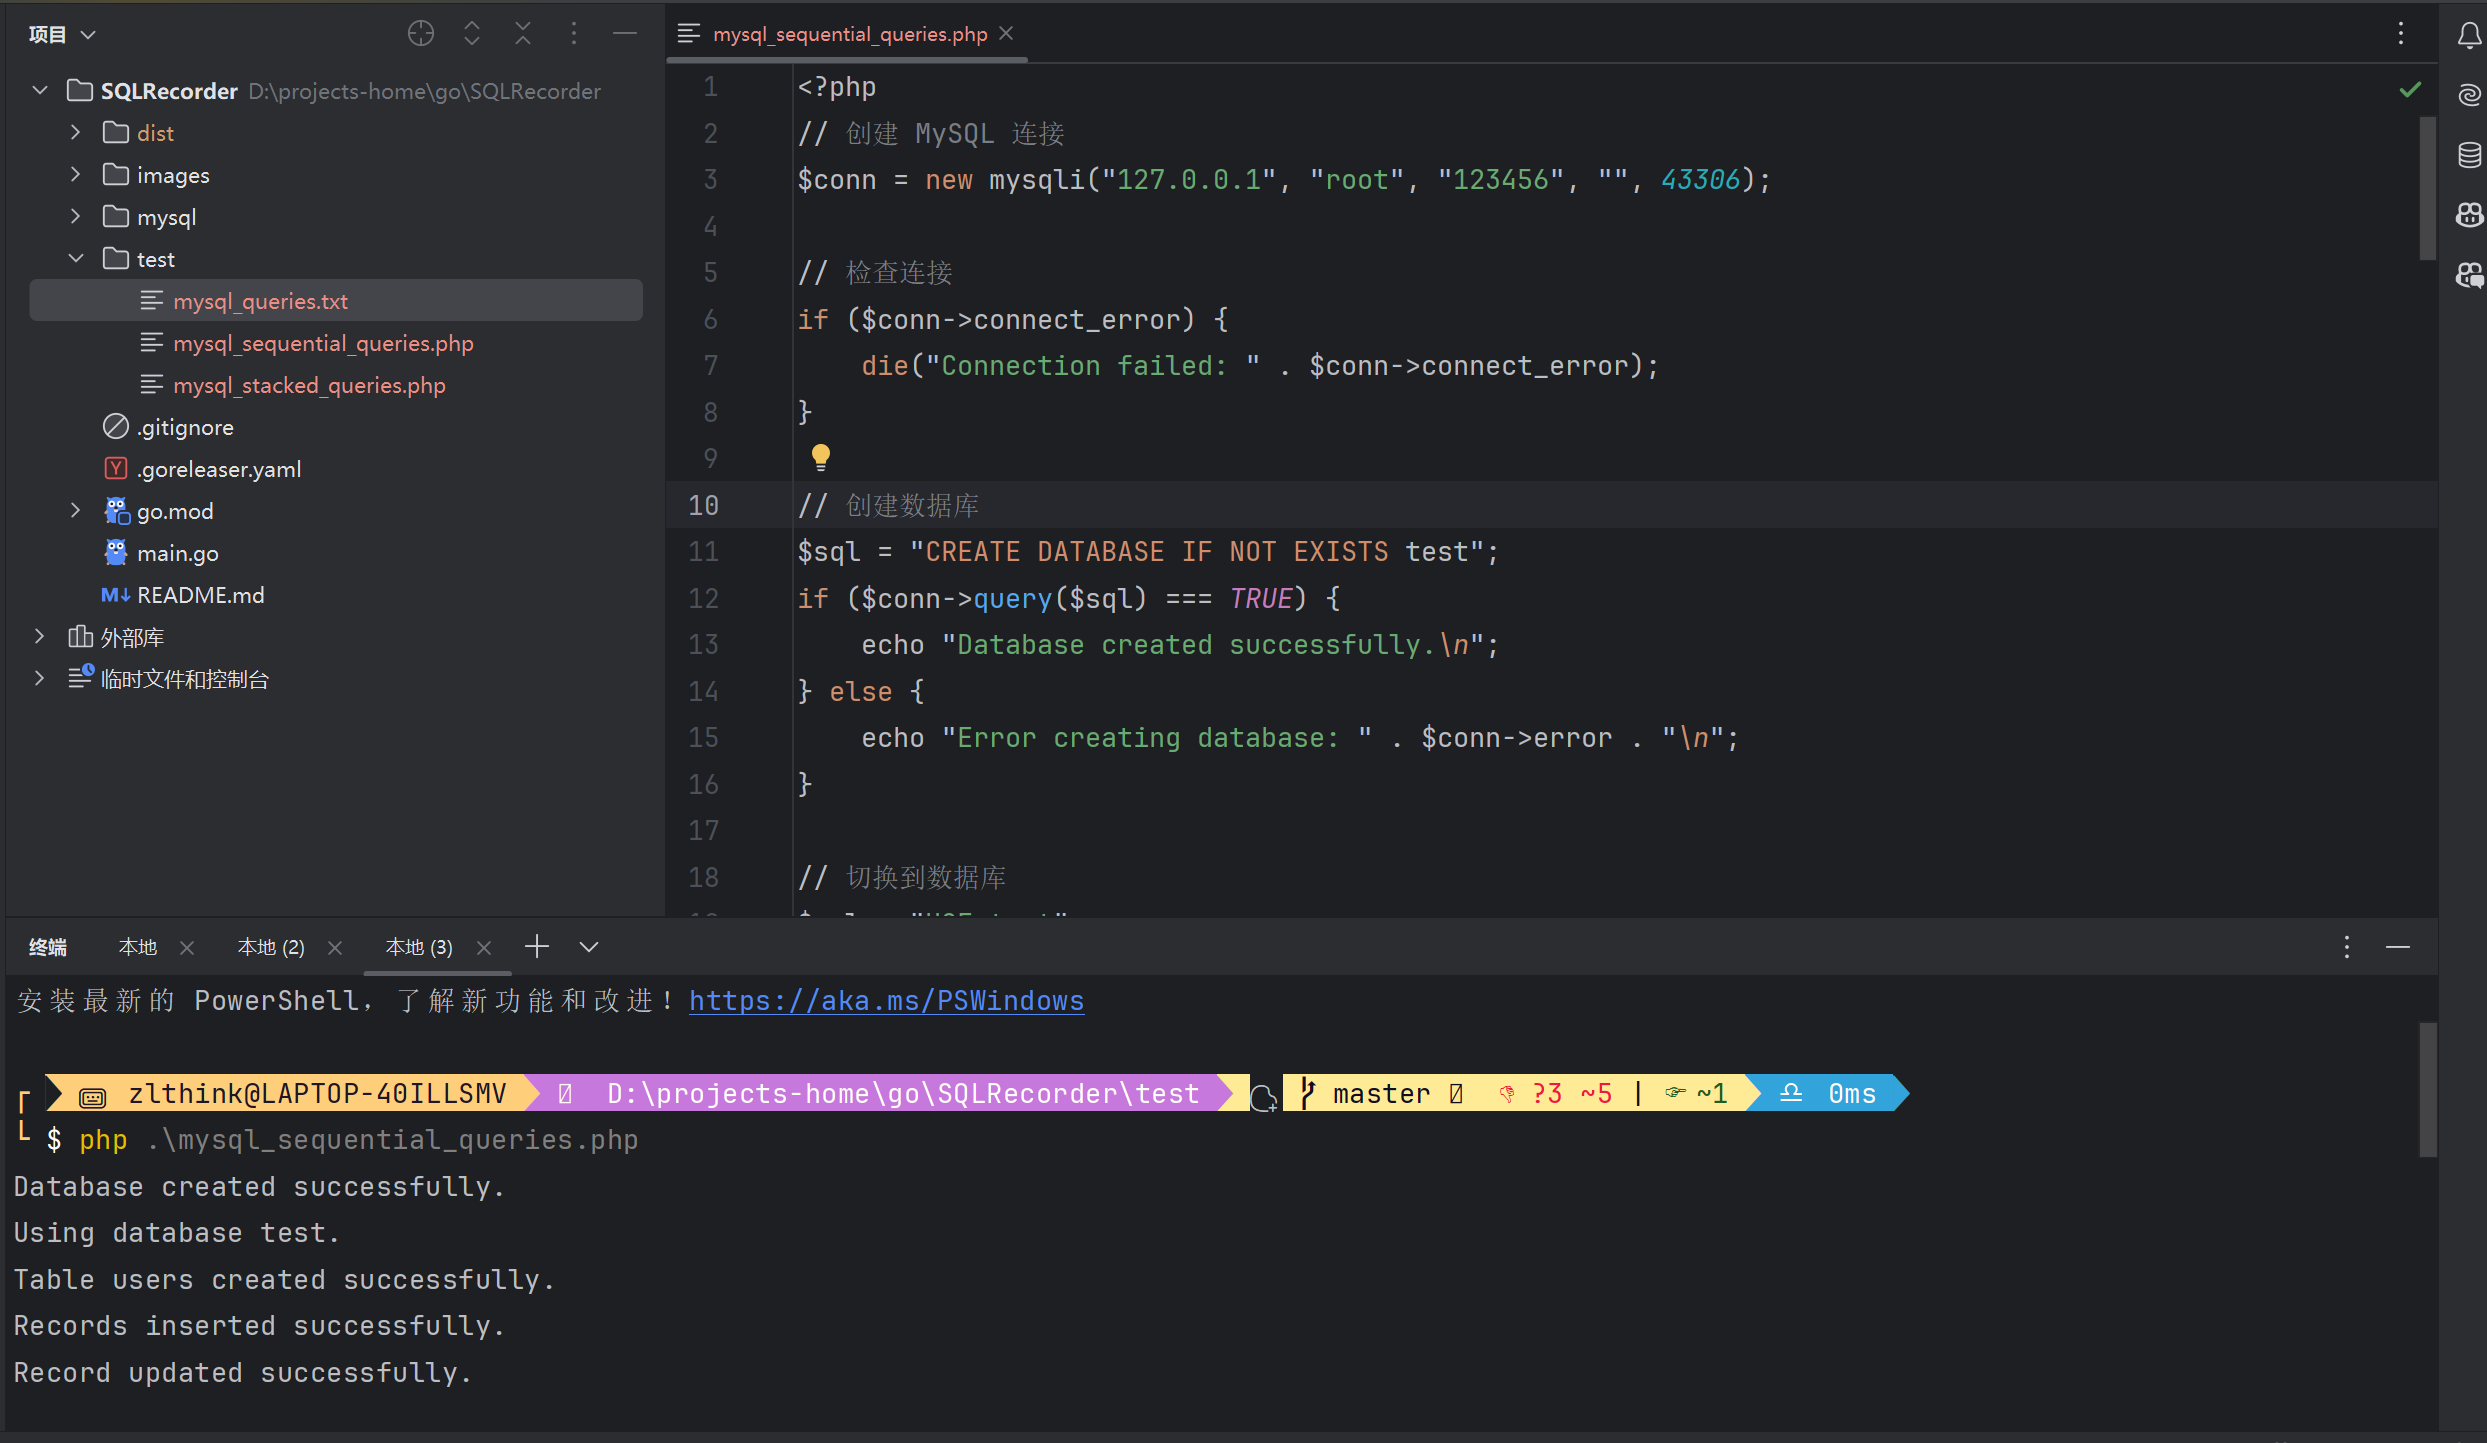 项目
SQLRecorder D:\projects-home\go\SQLRecorder
dist
images
mysql
test
mysql_queries.txt
mysql_sequential_queries.php
mysql_stacked_queries.php
.gitignore
.goreleaser.yaml
go.mod
main.go
README.md
外部库
临时文件和控制台
mysql_sequential_queries.php
1 <?php
2 // 创建 MySQL 连接
3 $conn = new mysqli("127.0.0.1", "root", "123456", "", 43306);
4
5 // 检查连接
6 if ($conn->connect_error) {
7     die("Connection failed: " . $conn->connect_error);
8 }
9
10 // 创建数据库
11 $sql = "CREATE DATABASE IF NOT EXISTS test";
12 if ($conn->query($sql) === TRUE) {
13     echo "Database created successfully.\n";
14 } else {
15     echo "Error creating database: " . $conn->error . "\n";
16 }
17
18 // 切换到数据库
终端 本地 本地 (2) 本地 (3)
安装最新的 PowerShell，了解新功能和改进！https://aka.ms/PSWindows
zlthink@LAPTOP-40ILLSMV D:\projects-home\go\SQLRecorder\test master ?3 ~5 | ~1 0ms
$ php .\mysql_sequential_queries.php
Database created successfully.
Using database test.
Table users created successfully.
Records inserted successfully.
Record updated successfully.